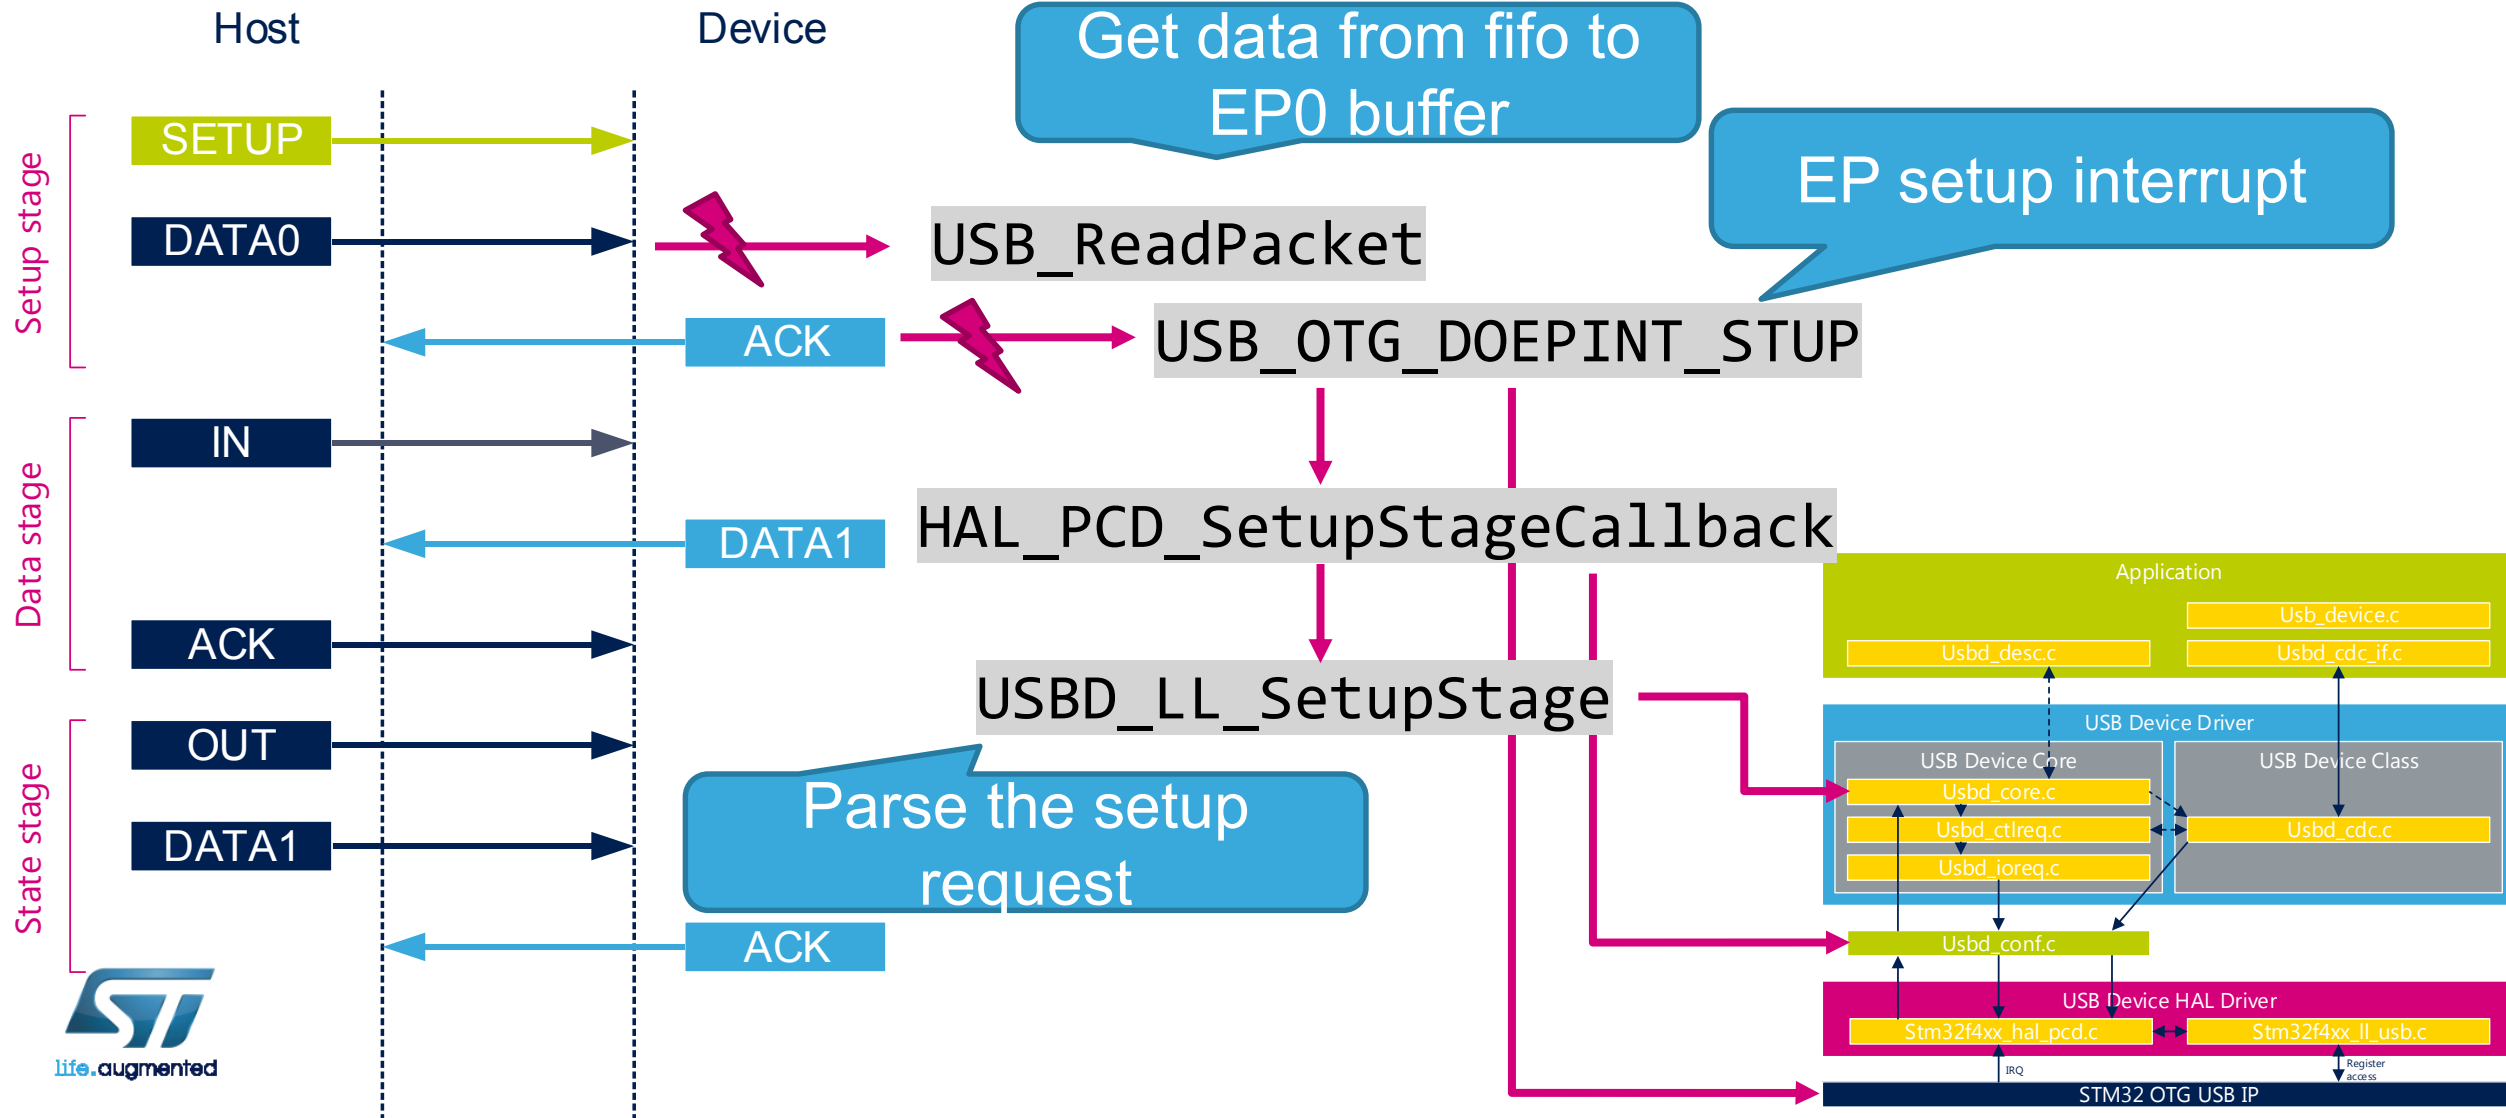 Host
Device
Get data from fifo to
EP0 buffer
EP setup interrupt
Setup stage
SETUP
DATA0
USB_ReadPacket
ACK
USB_OTG_DOEPINT_STUP
Data stage
IN
DATA1
HAL_PCD_SetupStageCallback
ACK
USBD_LL_SetupStage
State stage
OUT
DATA1
Parse the setup
request
ACK
Application
Usb_device.c
Usbd_desc.c
Usbd_cdc_if.c
USB Device Driver
USB Device Core
USB Device Class
Usbd_core.c
Usbd_ctlreq.c
Usbd_cdc.c
Usbd_ioreq.c
Usbd_conf.c
USB Device HAL Driver
Stm32f4xx_hal_pcd.c
Stm32f4xx_ll_usb.c
IRQ
Register
access
STM32 OTG USB IP
ST
life.augmented